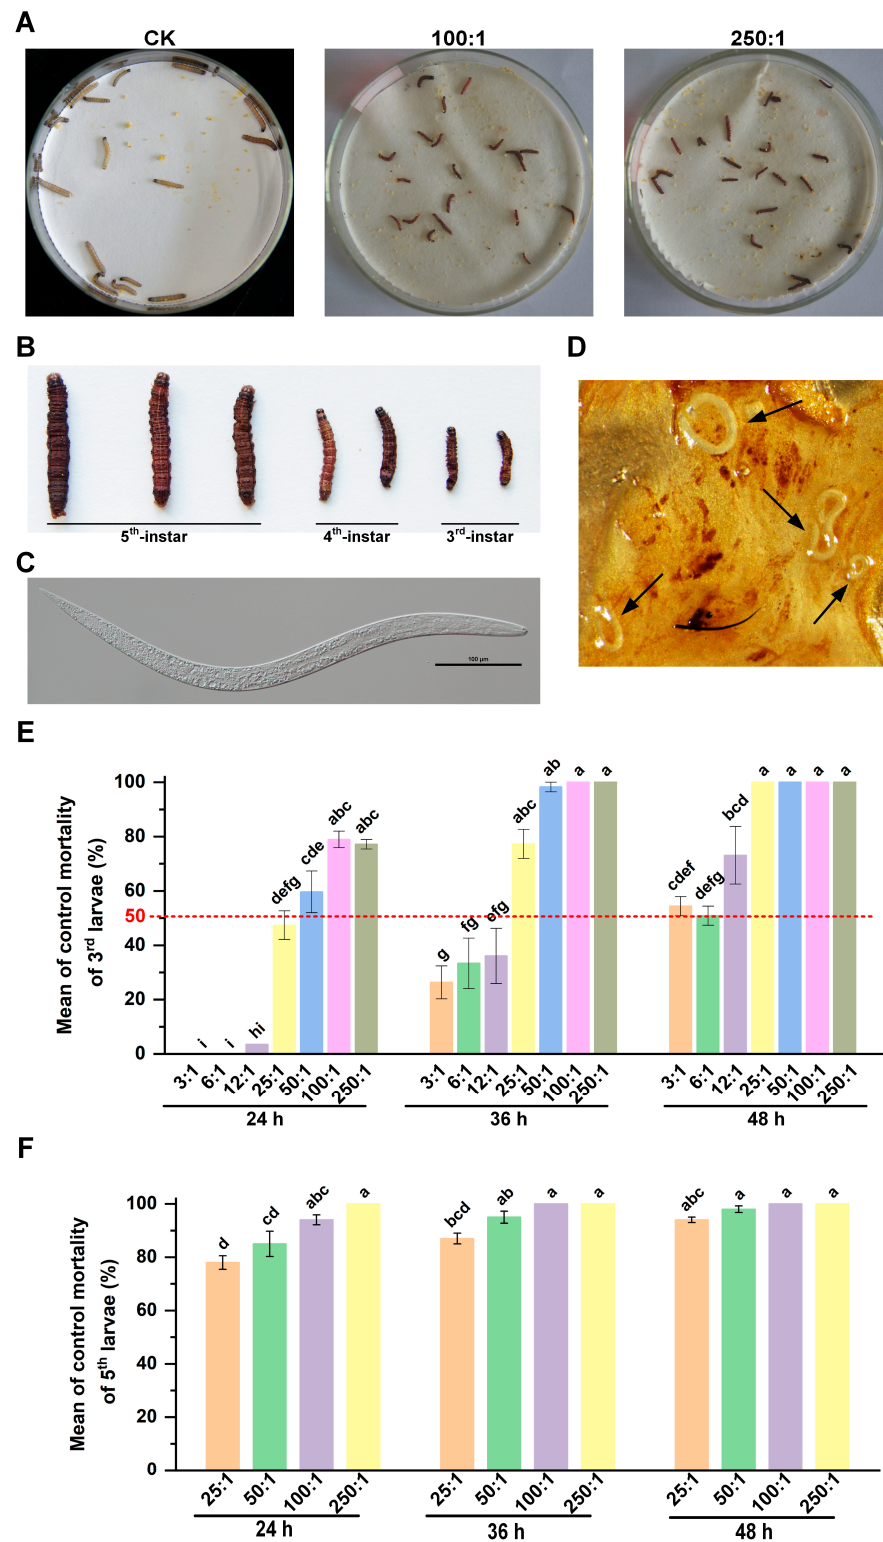 A
CK
100:1
250:1
B
D
5th-instar
4th-instar
3rd-instar
C
100 μm
E
Mean of control mortality
of 3rd larvae (%)
100
80
60
50
40
20
0
i
i
hi
defg
cde
abc
abc
g
fg
efg
abc
ab
a
a
cdef
defg
bcd
a
a
a
a
3:1
6:1
12:1
25:1
50:1
100:1
250:1
3:1
6:1
12:1
25:1
50:1
100:1
250:1
3:1
6:1
12:1
25:1
50:1
100:1
250:1
24 h
36 h
48 h
F
Mean of control mortality
of 5th larvae (%)
100
80
60
40
20
0
d
cd
abc
a
bcd
ab
a
a
abc
a
a
a
25:1
50:1
100:1
250:1
25:1
50:1
100:1
250:1
25:1
50:1
100:1
250:1
24 h
36 h
48 h